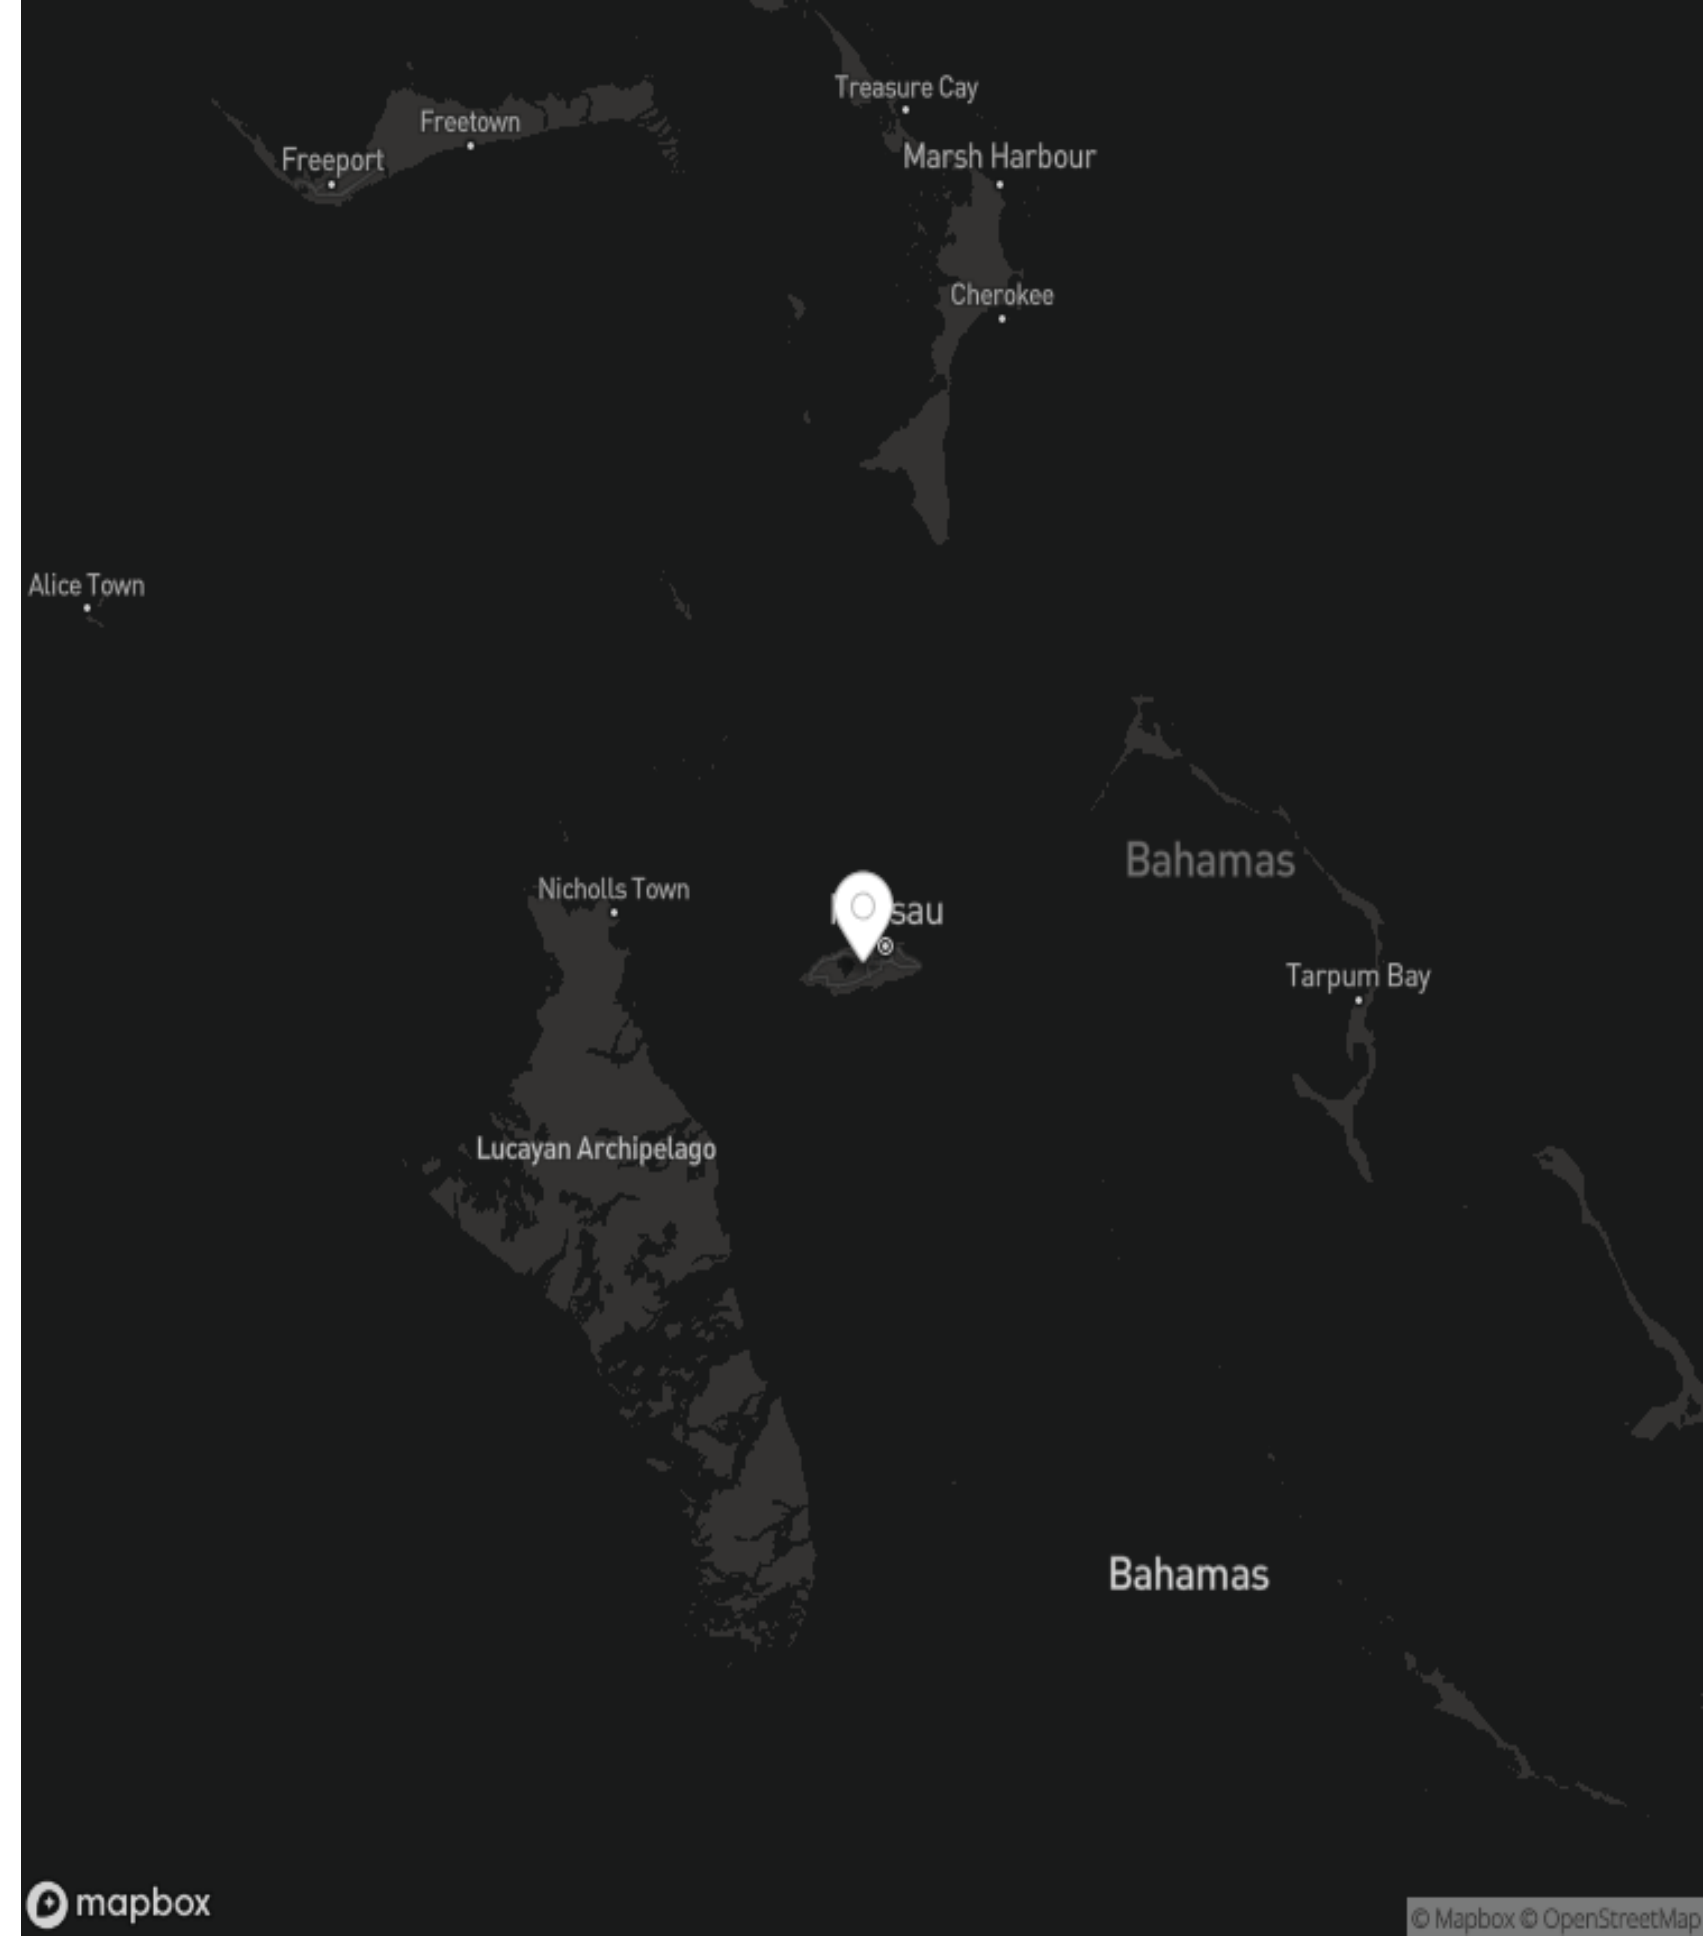 Treasure Cay
Freetown
Marsh Harbour
Freeport
Cherokee
Alice Town
Bahamas
Nicholls Town
Tarpum Bay
Lucayan Archipelago
Bahamas
mapbox
© Mapbox © OpenStreetMap